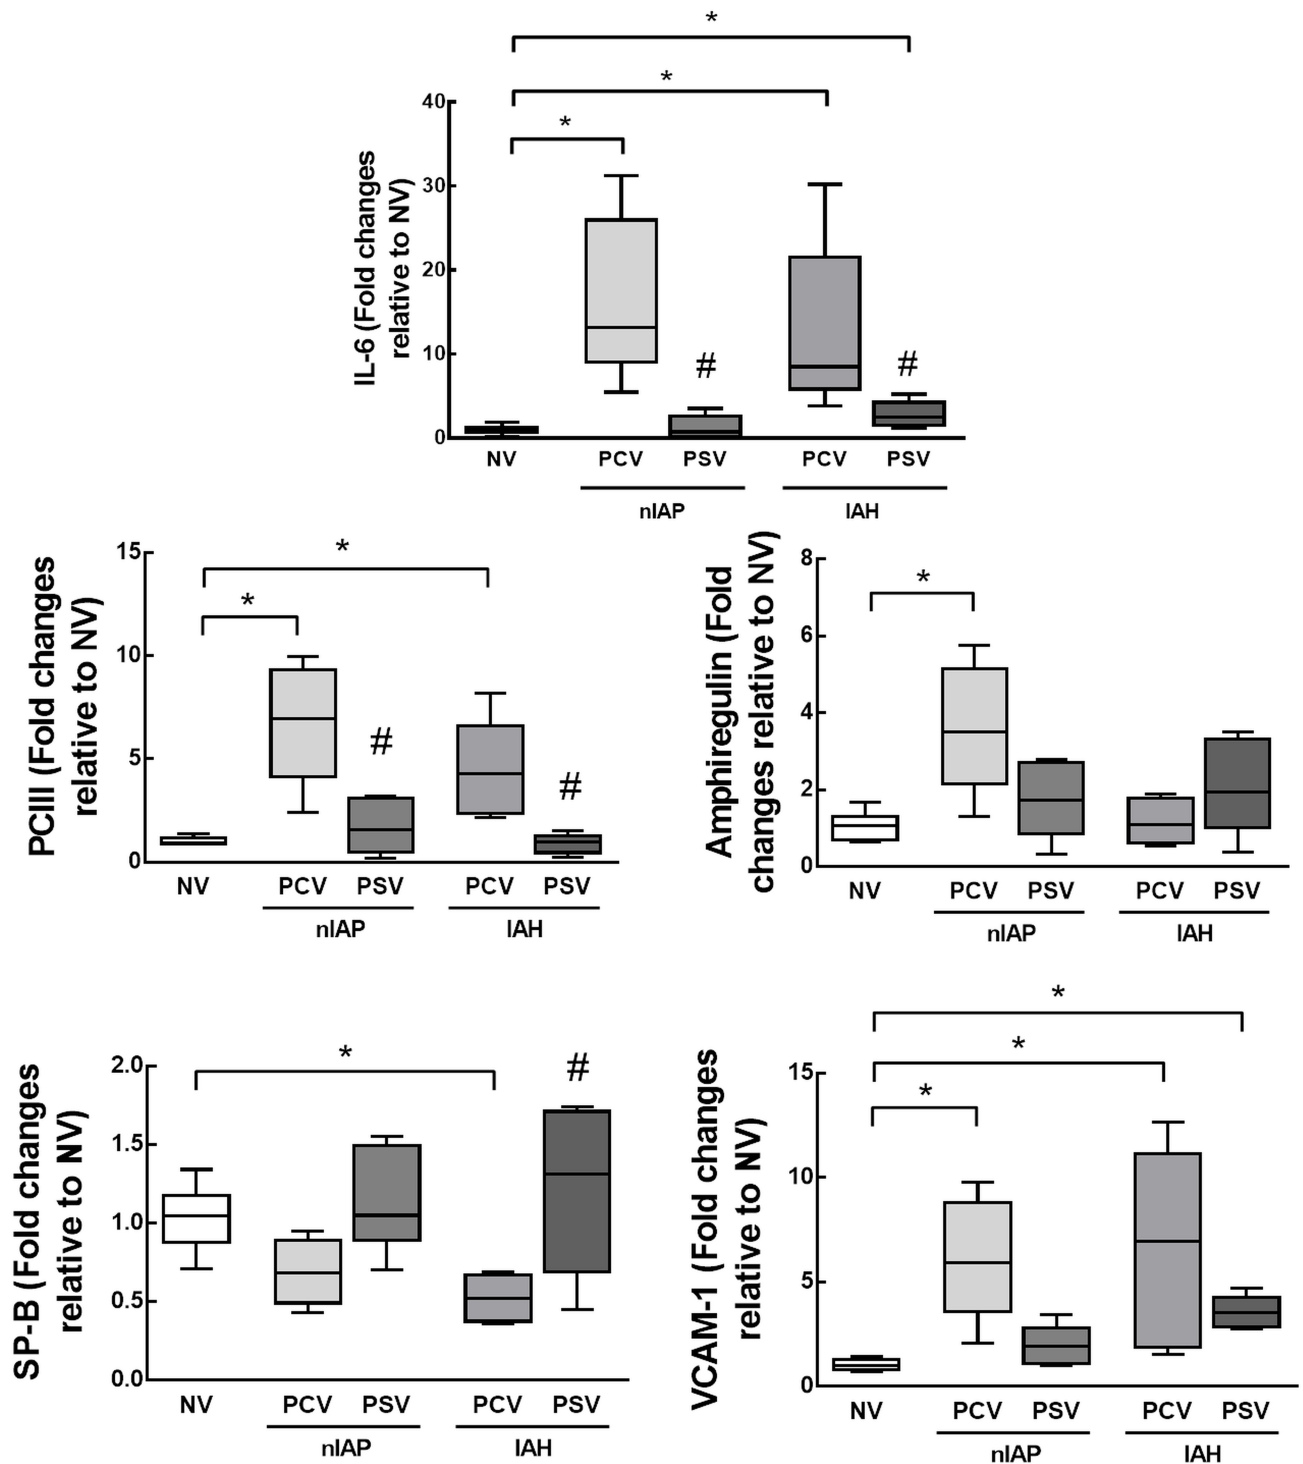 *
*
*
40
30
20
10
0
IL-6 (Fold changes
relative to NV)
#
#
NV PCV PSV PCV PSV
nIAP IAH
15
10
5
0
PCIII (Fold changes
relative to NV)
*
*
#
#
NV PCV PSV PCV PSV
nIAP IAH
8
6
4
2
0
Amphiregulin (Fold
changes relative to NV)
*
NV PCV PSV PCV PSV
nIAP IAH
2.0
1.5
1.0
0.5
0.0
SP-B (Fold changes
relative to NV)
*
#
NV PCV PSV PCV PSV
nIAP IAH
15
10
5
0
VCAM-1 (Fold changes
relative to NV)
*
*
*
NV PCV PSV PCV PSV
nIAP IAH